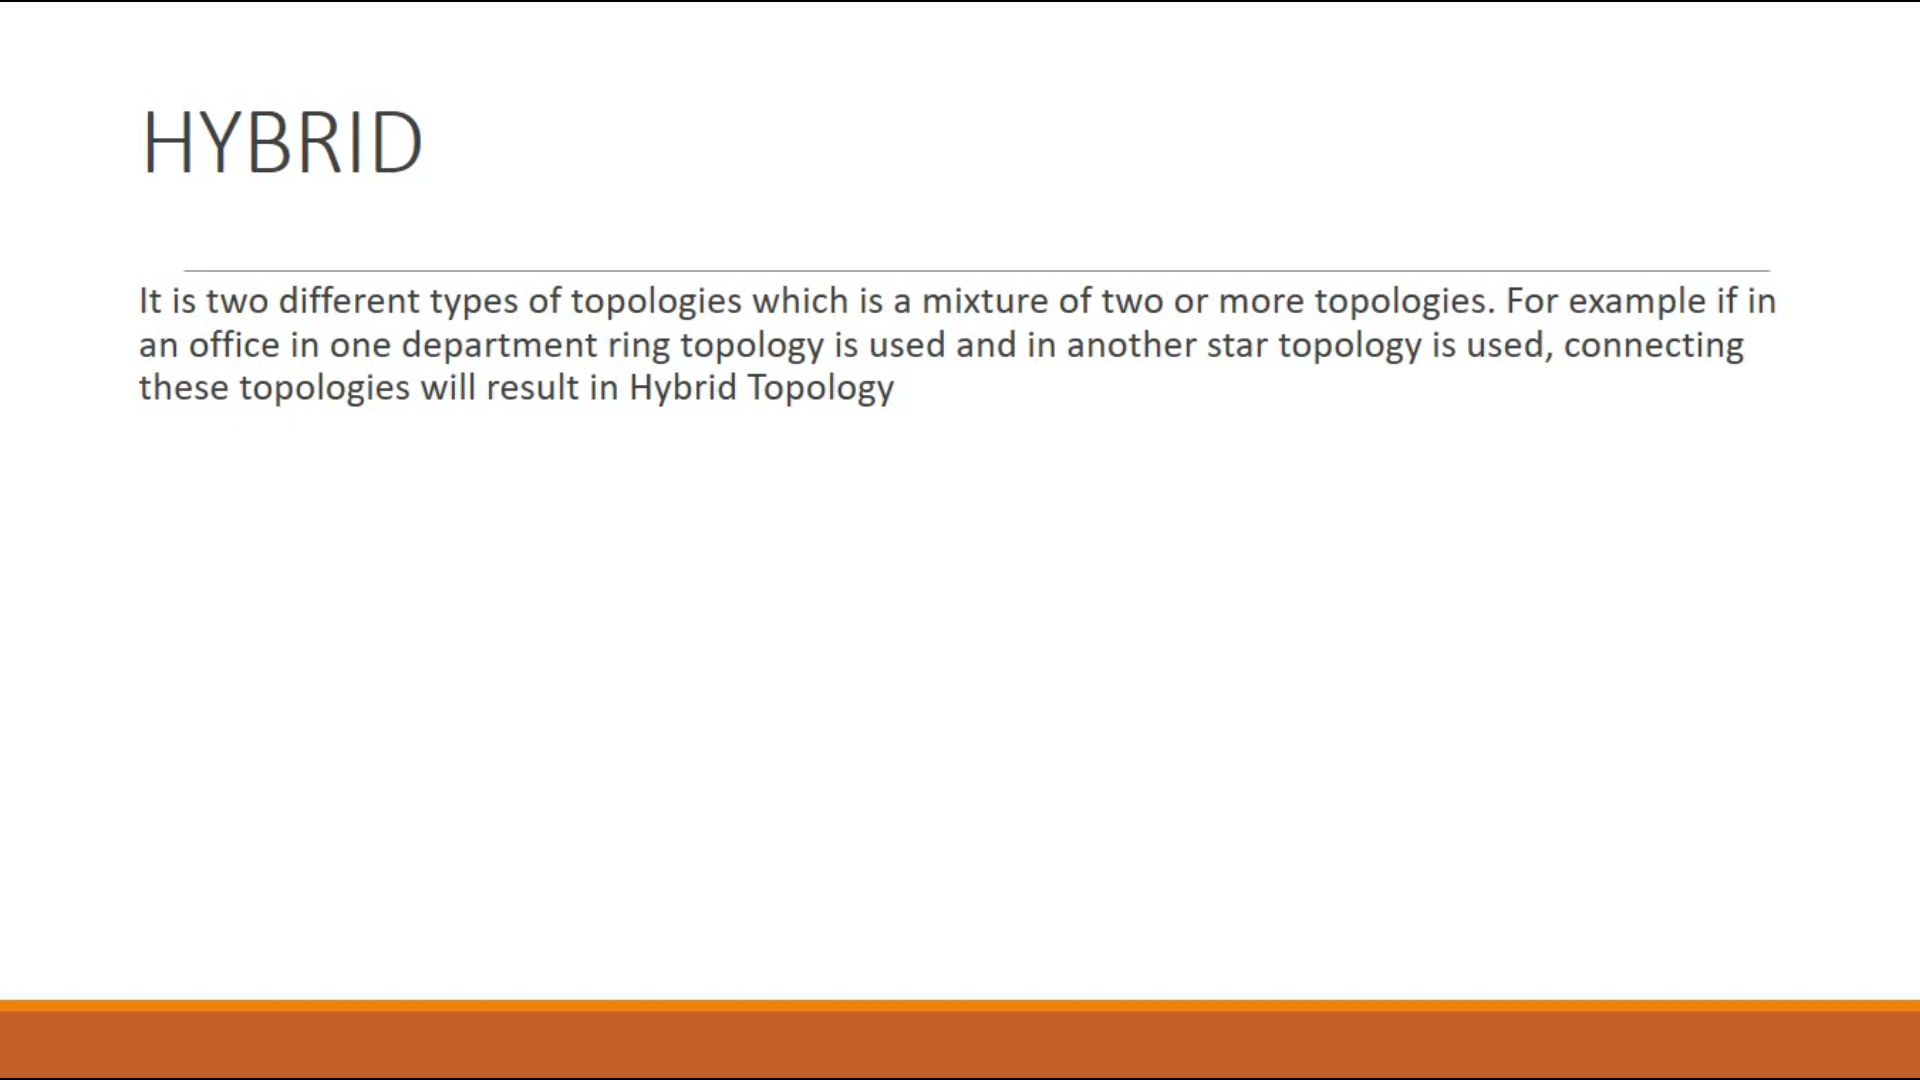 HYBRID
It is two different types of topologies which is a mixture of two or more topologies. For example if in
an office in one department ring topology is used and in another star topology is used, connecting
these topologies will result in Hybrid Topology